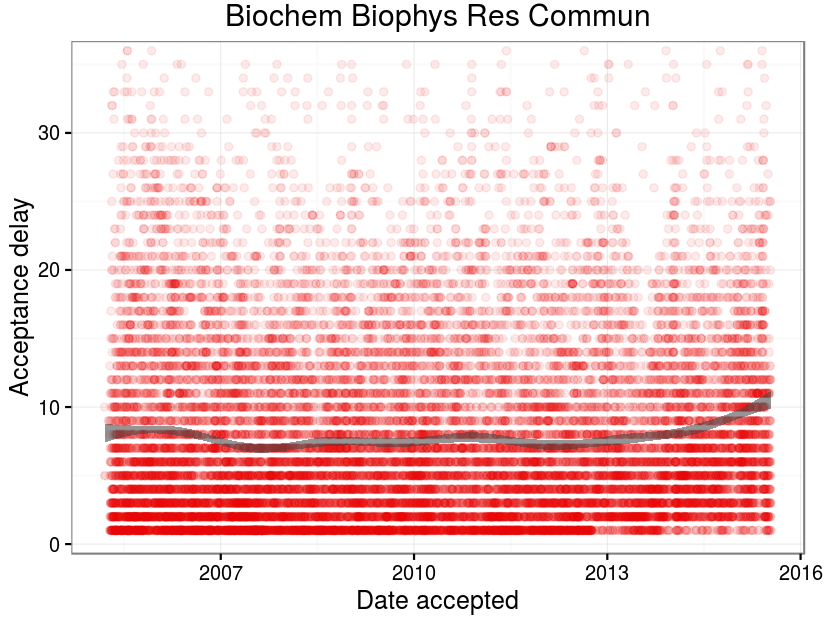 Biochem Biophys Res Commun
Acceptance delay
30
20
10
0
2007 2010 2013 2016
Date accepted